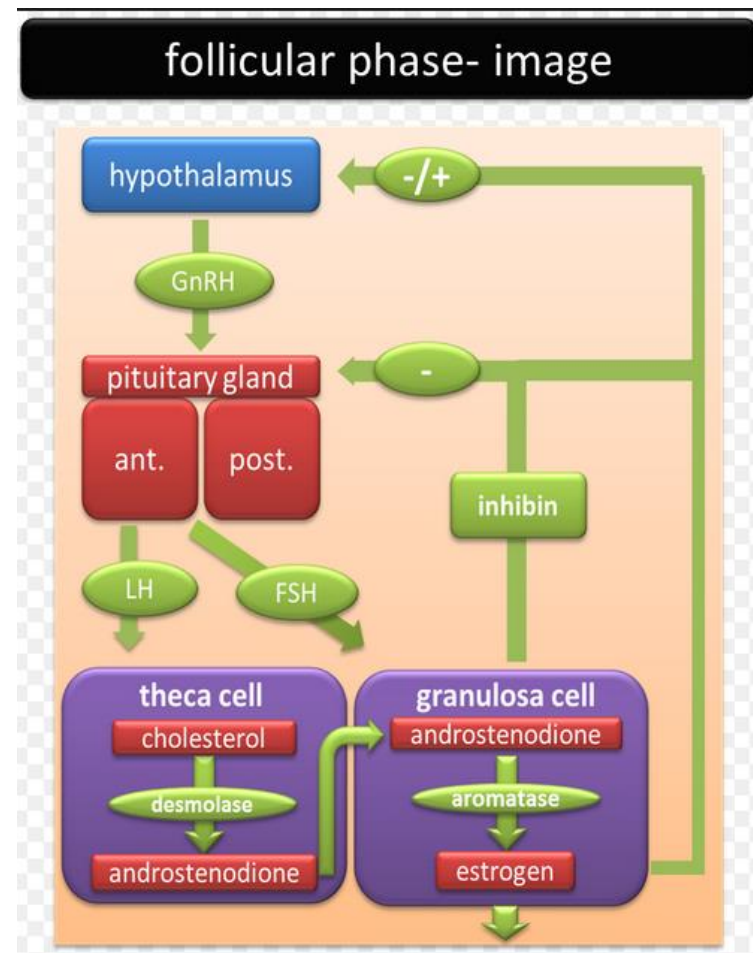 follicular phase- image
hypothalamus
-/+
GnRH
pituitary gland
-
ant.
post.
inhibin
LH
FSH
theca cell
cholesterol
desmolase
androstenodione
granulosa cell
androstenodione
aromatase
estrogen